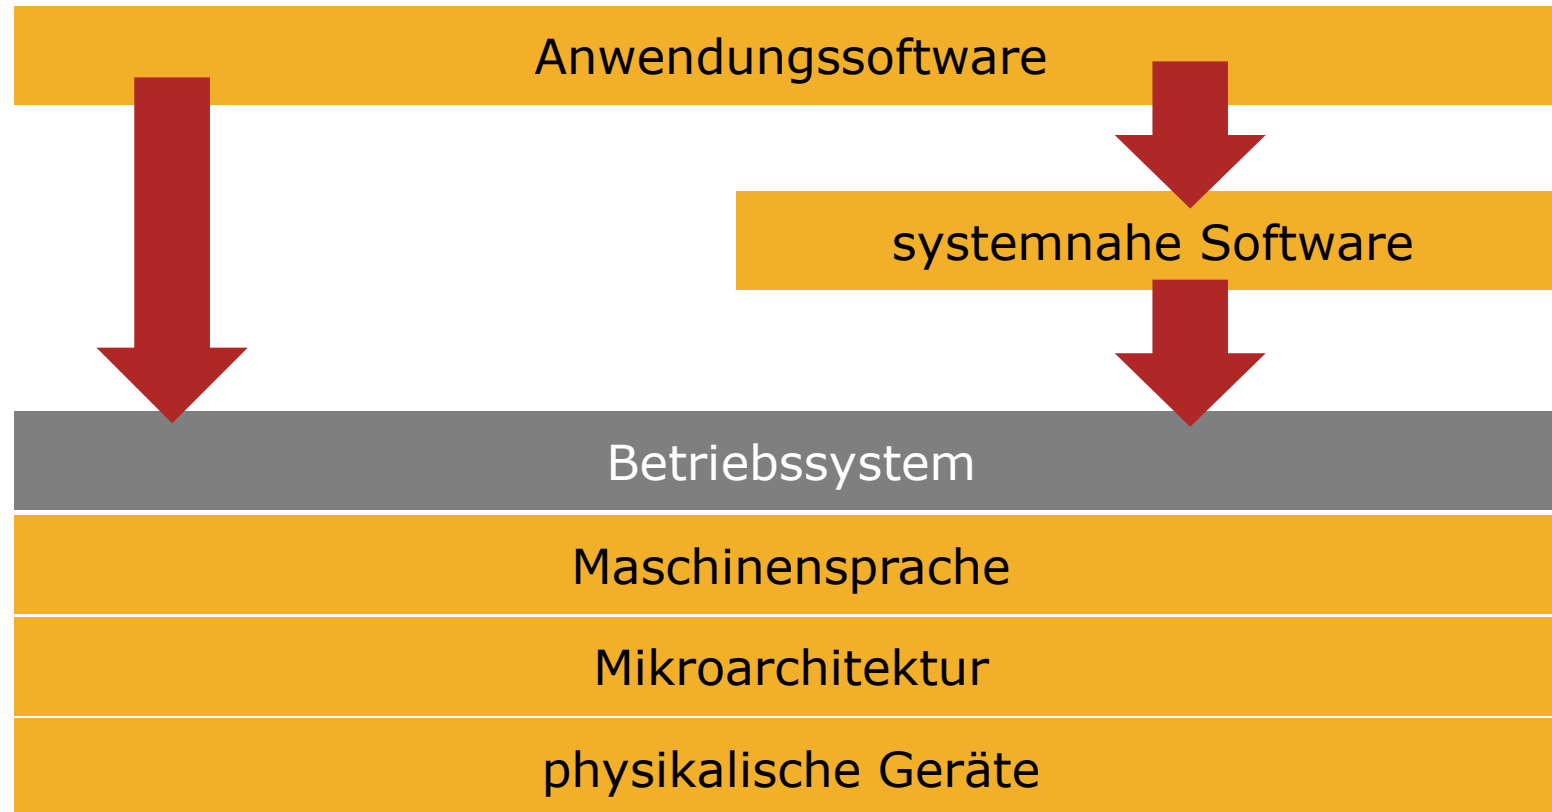 Anwendungssoftware
systemnahe Software
Betriebssystem
Maschinensprache
Mikroarchitektur
physikalische Geräte